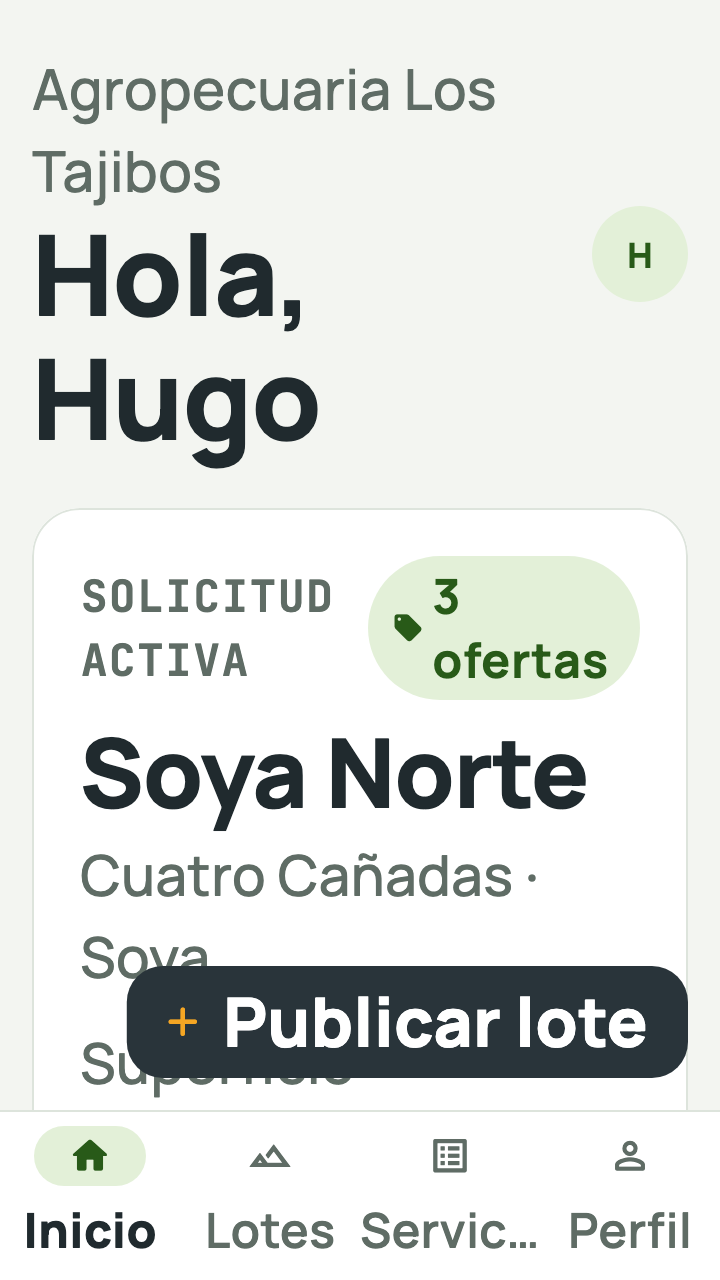 Agropecuaria Los
Tajibos
Hola,
Hugo
H
SOLICITUD
ACTIVA
3
ofertas
Soya Norte
Cuatro Cañadas ·
Soya
+ Publicar lote
Inicio
Lotes
Servic...
Perfil